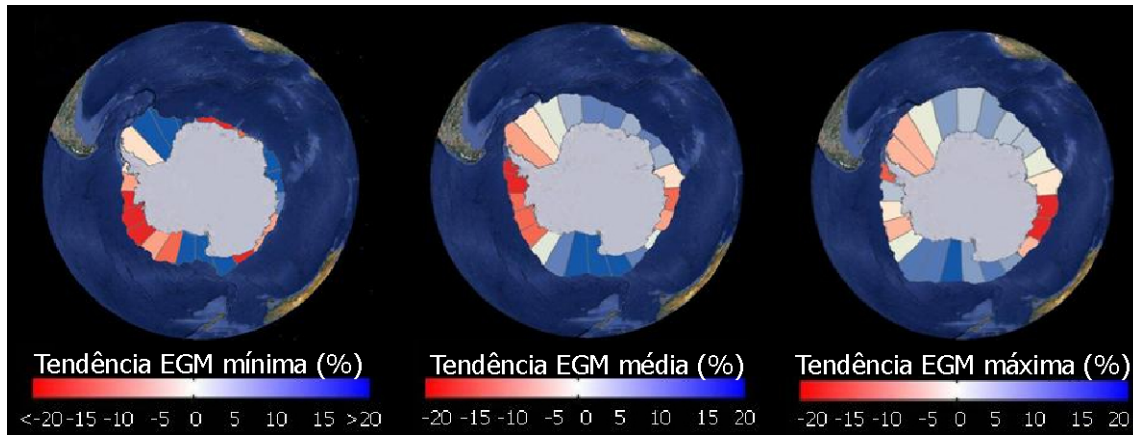 Tendência EGM mínima (%)
<-20 -15 -10 -5 0 5 10 15 >20
Tendência EGM média (%)
-20 -15 -10 -5 0 5 10 15 20
Tendência EGM máxima (%)
-20 -15 -10 -5 0 5 10 15 20